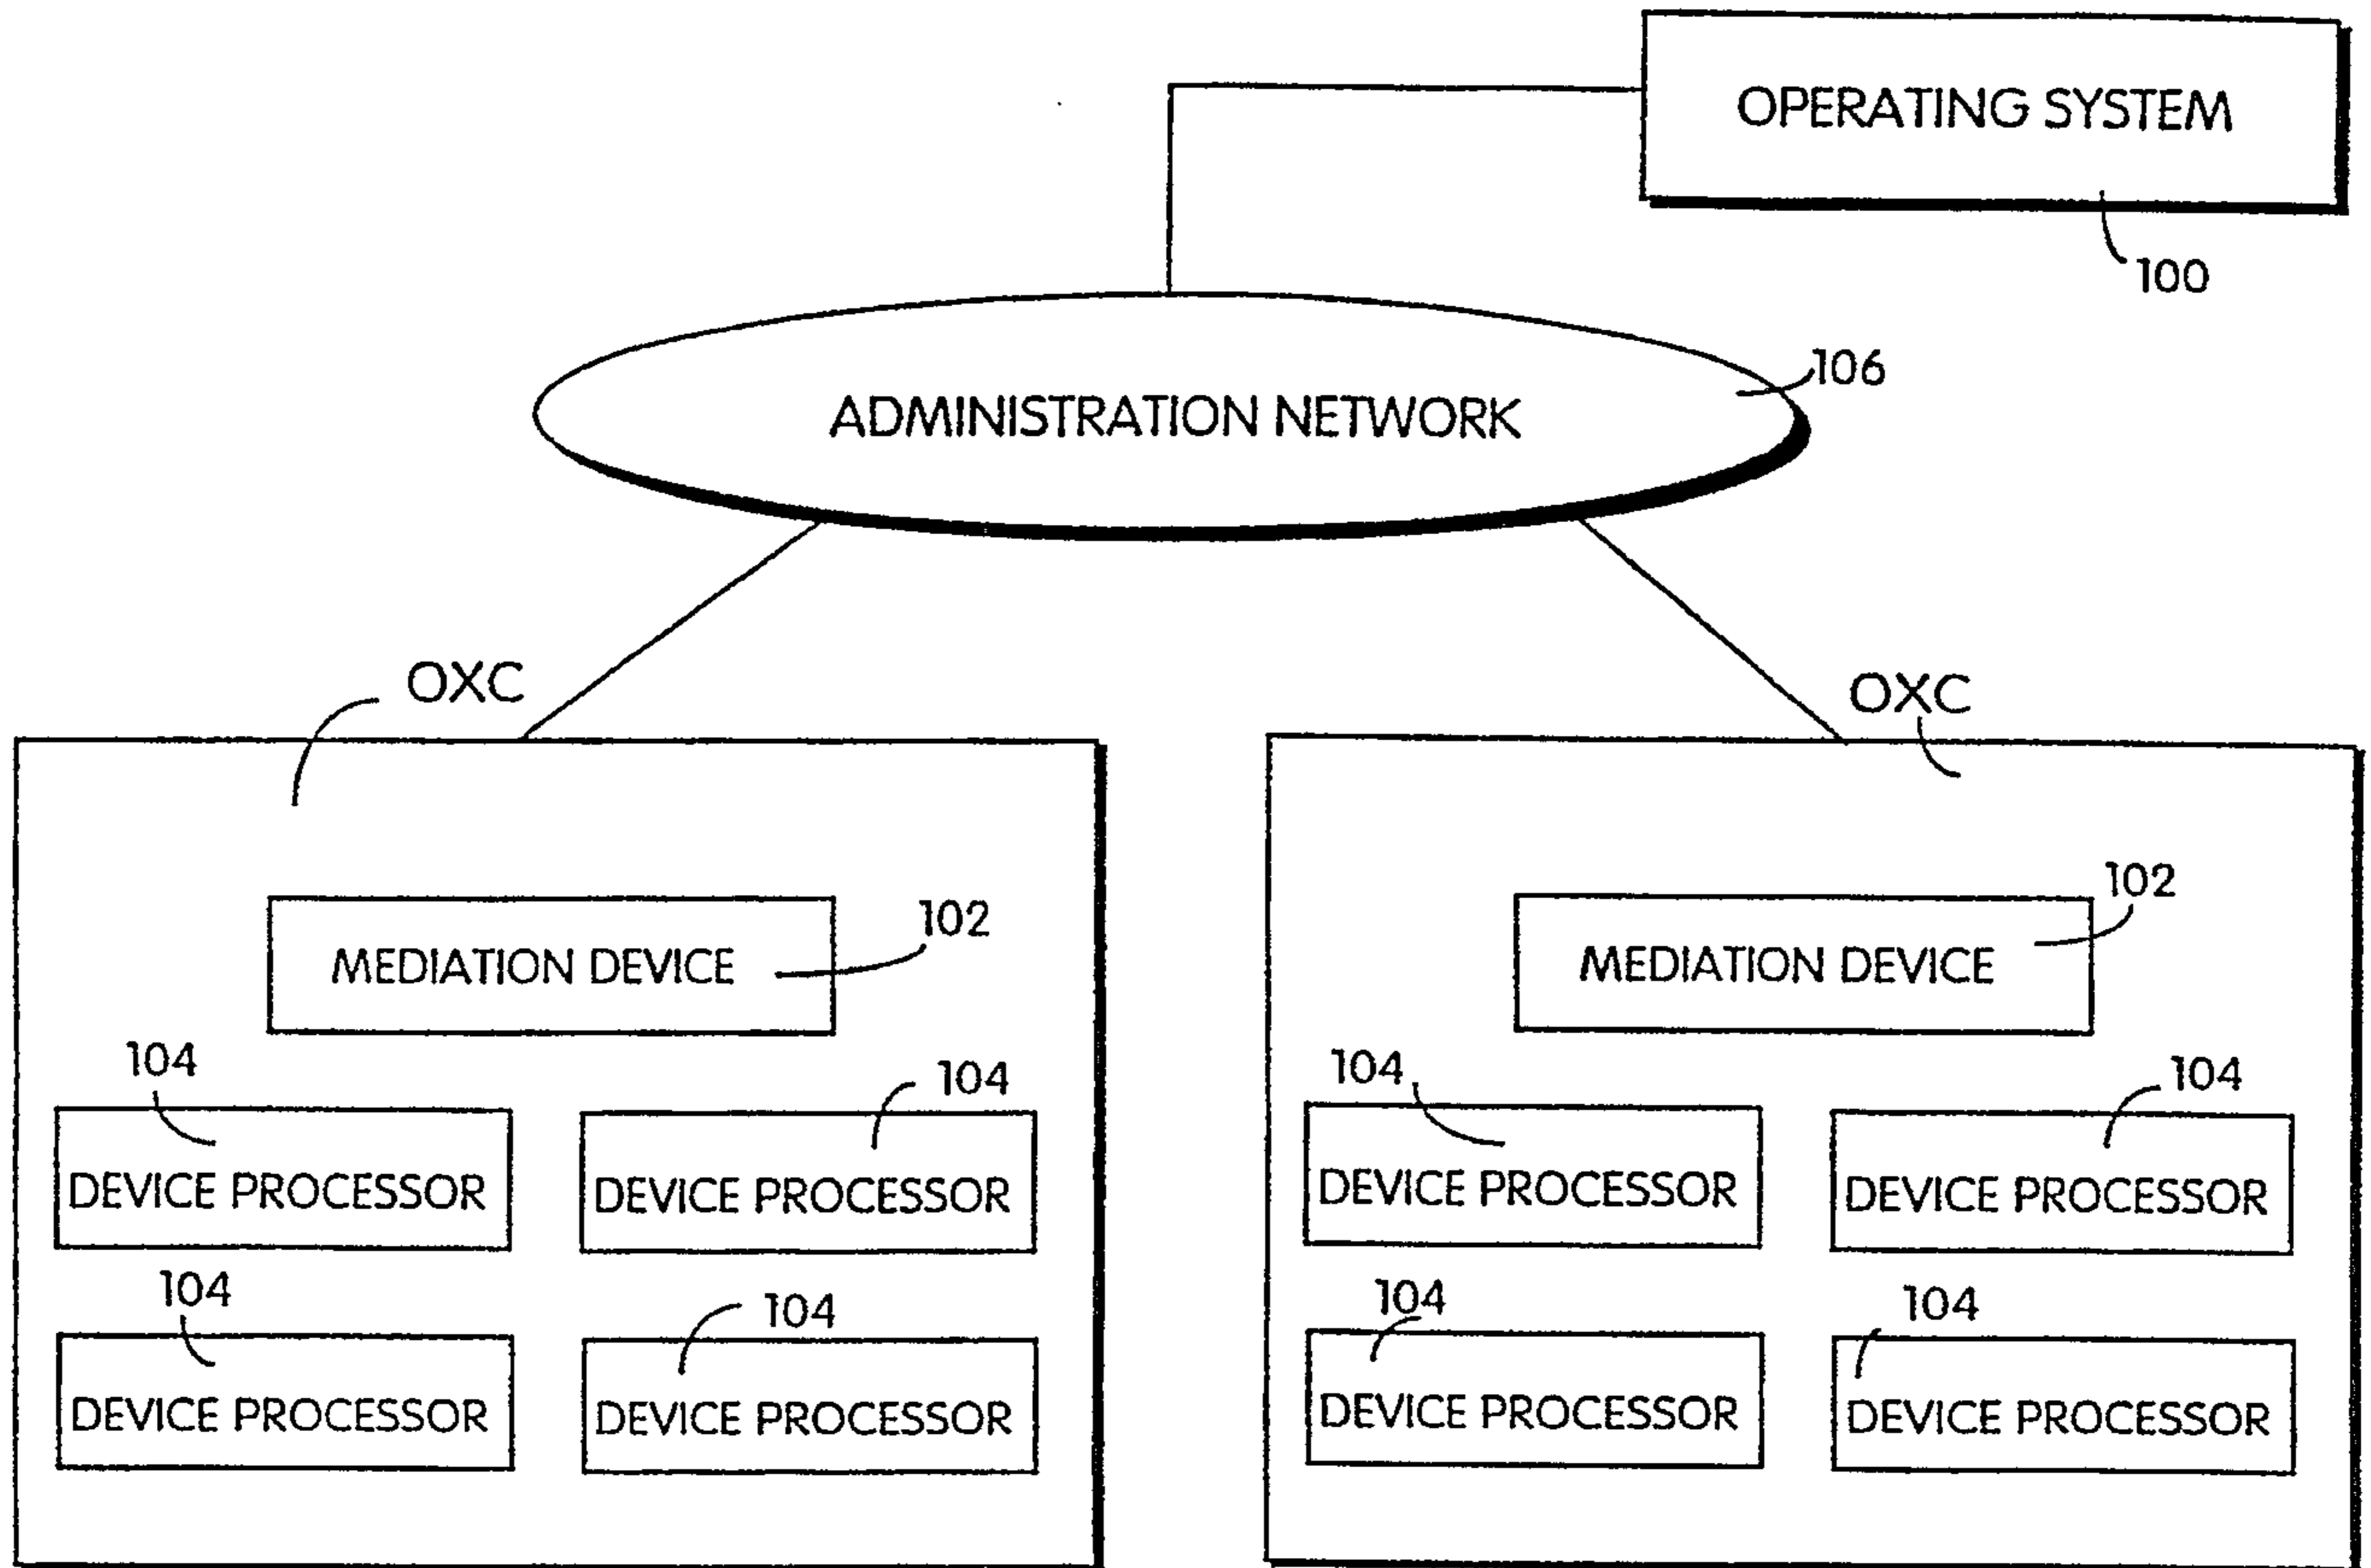 OPERATING SYSTEM
100
106
ADMINISTRATION NETWORK
OXC
OXC
102
102
MEDIATION DEVICE
MEDIATION DEVICE
104
104
104
104
DEVICE PROCESSOR
DEVICE PROCESSOR
DEVICE PROCESSOR
DEVICE PROCESSOR
104
104
104
104
DEVICE PROCESSOR
DEVICE PROCESSOR
DEVICE PROCESSOR
DEVICE PROCESSOR